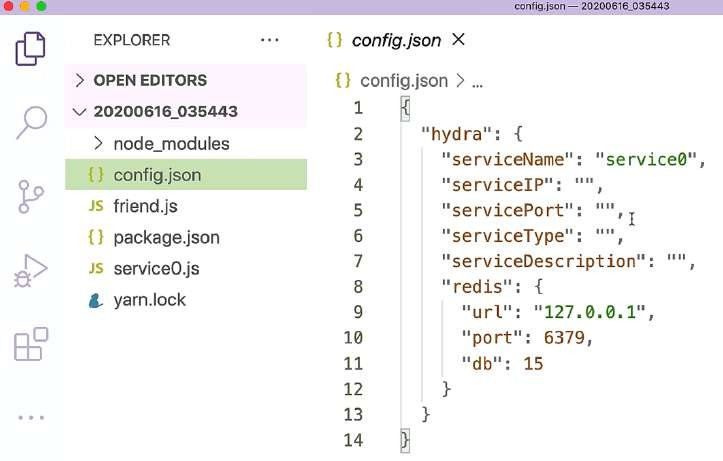 config.json — 20200616_035443
EXPLORER ...
OPEN EDITORS
20200616_035443
node_modules
{} config.json
JS friend.js
{} package.json
JS service0.js
yarn.lock
{} config.json ×
{} config.json > ...
1 {
2 "hydra": {
3 "serviceName": "service0",
4 "serviceIP": "",
5 "servicePort": "",
6 "serviceType": "",
7 "serviceDescription": "",
8 "redis": {
9 "url": "127.0.0.1",
10 "port": 6379,
11 "db": 15
12 }
13 }
14 }